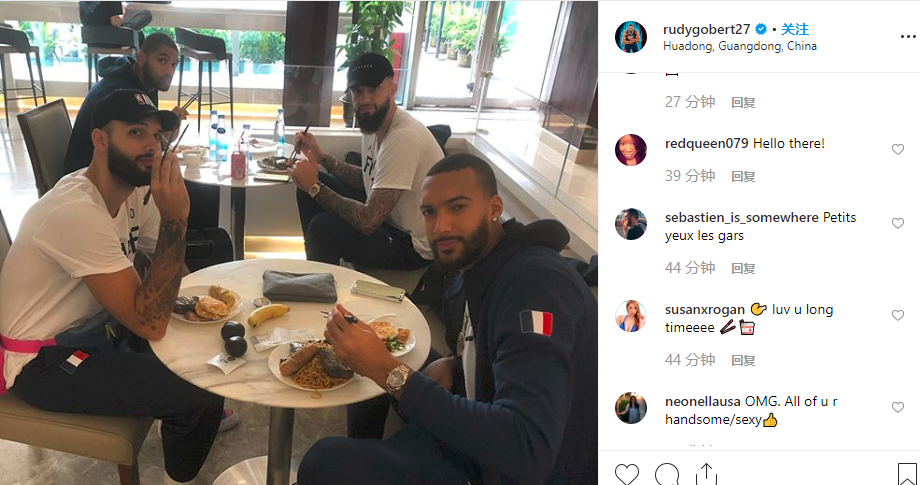 rudygobert27 • 关注
Huadong, Guangdong, China
27 分钟 回复
redqueen079 Hello there!
39 分钟 回复
sebastien_is_somewhere Petits
yeux les gars
44 分钟 回复
susanxrogan 🥠 luv u long
timeeee 🥢🥡
44 分钟 回复
neonellausa OMG. All of u r
handsome/sexy👍